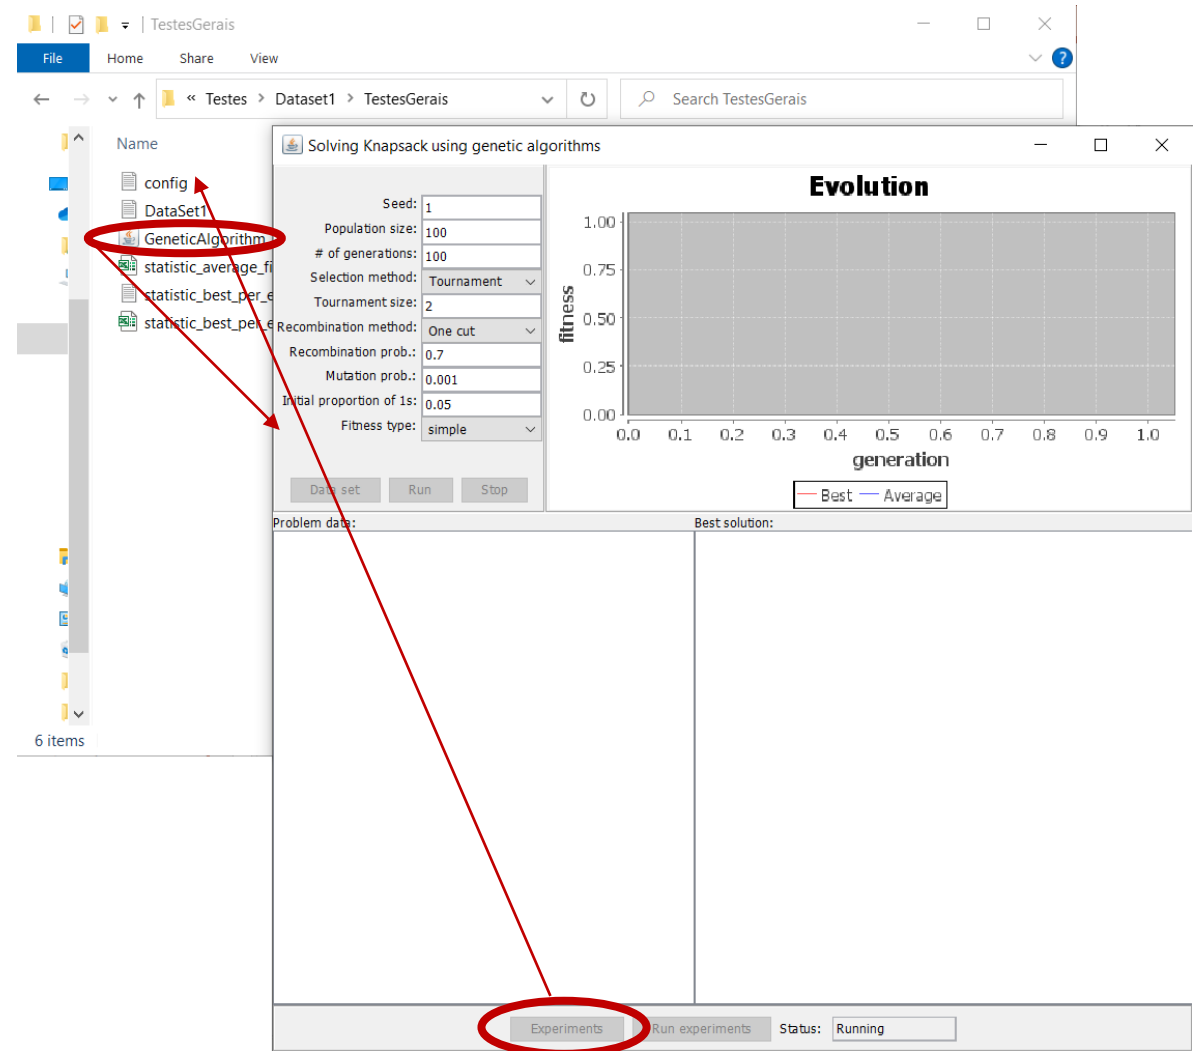 TestesGerais
File Home Share View
« Testes > Dataset1 > TestesGerais
Search TestesGerais
Name
config
DataSet1
GeneticAlgorithm
statistic_average_fi
statistic_best_per_e
statistic_best_per_e
6 items
Solving Knapsack using genetic algorithms
Seed: 1
Population size: 100
# of generations: 100
Selection method: Tournament
Tournament size: 2
Recombination method: One cut
Recombination prob.: 0.7
Mutation prob.: 0.001
Initial proportion of 1s: 0.05
Fitness type: simple
Data set Run Stop
Evolution
fitness
1.00
0.75
0.50
0.25
0.00
0.0 0.1 0.2 0.3 0.4 0.5 0.6 0.7 0.8 0.9 1.0
generation
Best Average
Problem data:
Best solution:
Experiments Run experiments Status: Running